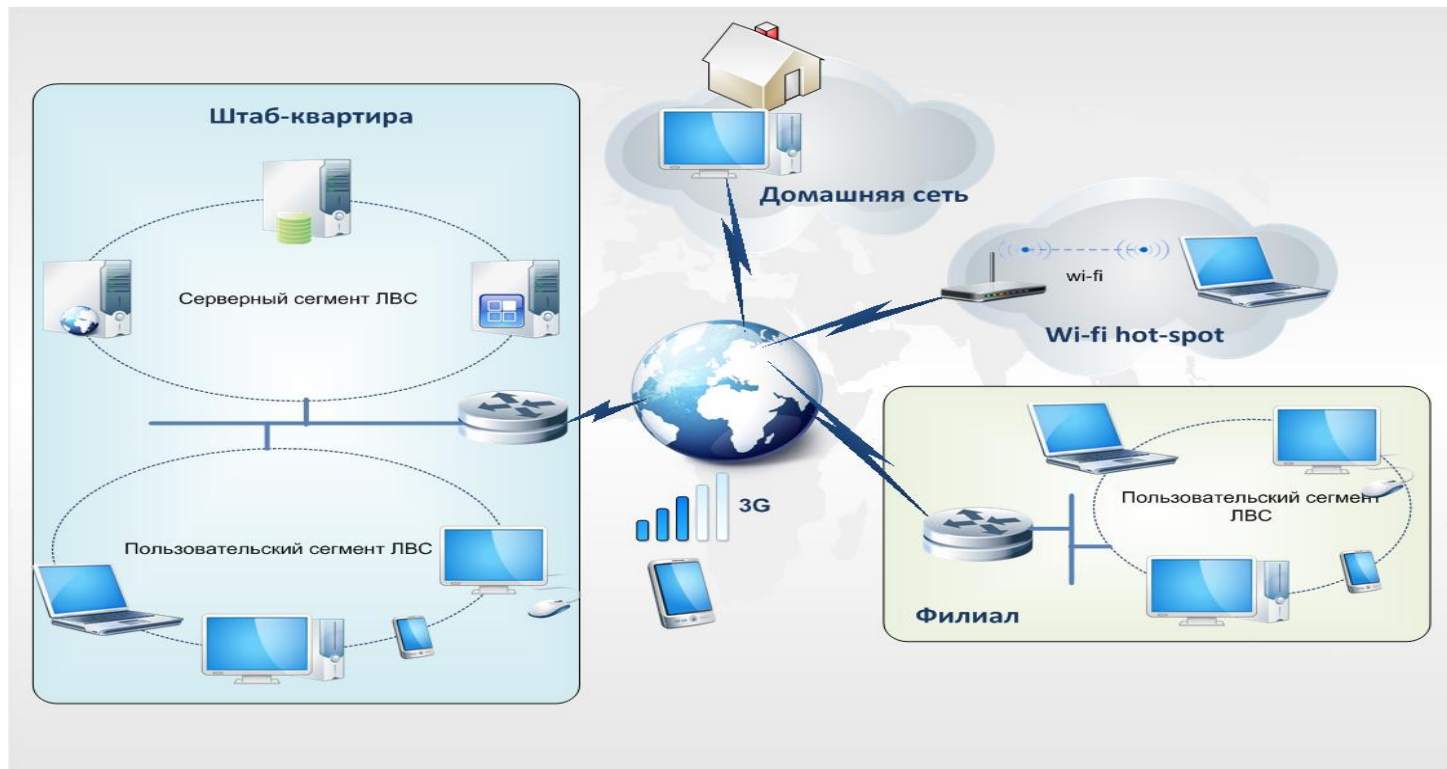 Штаб-квартира
Серверный сегмент ЛВС
Пользовательский сегмент ЛВС
Домашняя сеть
wi-fi
Wi-fi hot-spot
3G
Пользовательский сегмент
ЛВС
Филиал